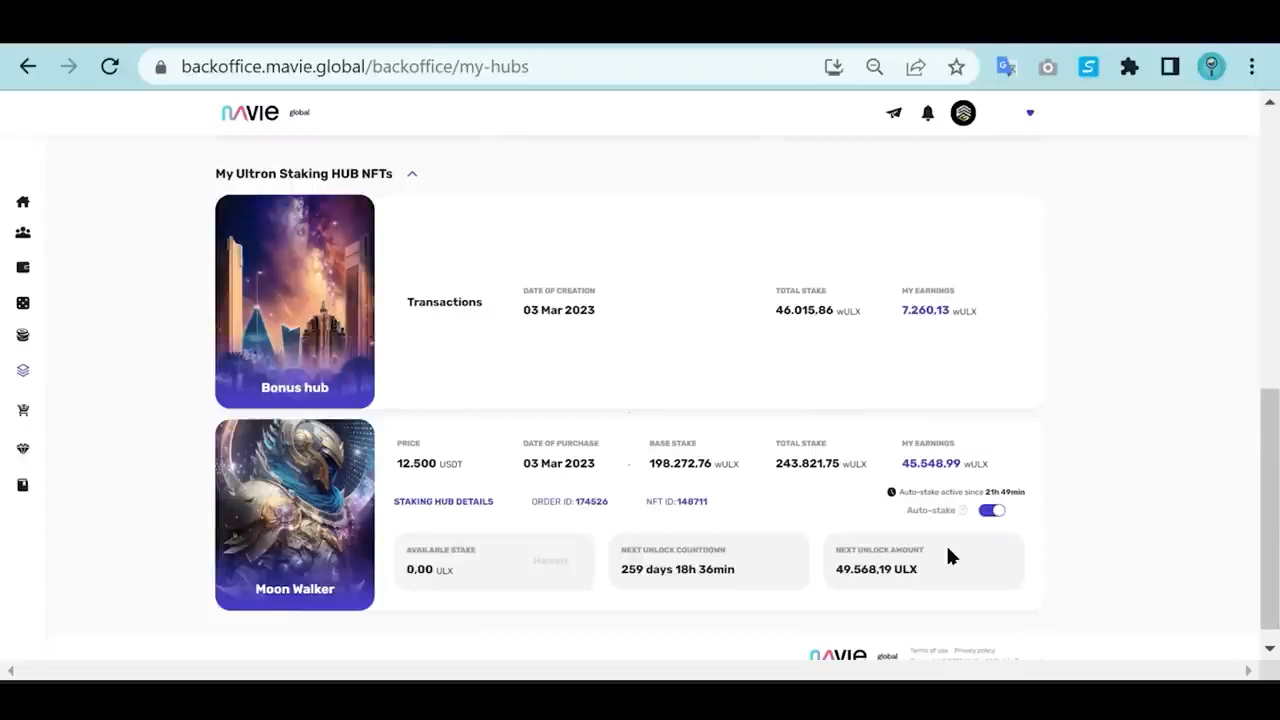 backoffice.mavie.global/backoffice/my-hubs
mavie global
My Ultron Staking HUB NFTs
Bonus hub
Transactions
DATE OF CREATION
03 Mar 2023
TOTAL STAKE
46.015,86 wULX
MY EARNINGS
7.260,13 wULX
Moon Walker
PRICE
12.500 USDT
DATE OF PURCHASE
03 Mar 2023
BASE STAKE
198.272,76 wULX
TOTAL STAKE
243.821,75 wULX
MY EARNINGS
45.548,99 wULX
STAKING HUB DETAILS
ORDER ID: 174526
NFT ID: 148711
Auto-stake active since 21h 49min
Auto-stake
AVAILABLE STAKE
0,00 ULX
Harvest
NEXT UNLOCK COUNTDOWN
259 days 18h 36min
NEXT UNLOCK AMOUNT
49.568,19 ULX
mavie global
Terms of use Privacy policy